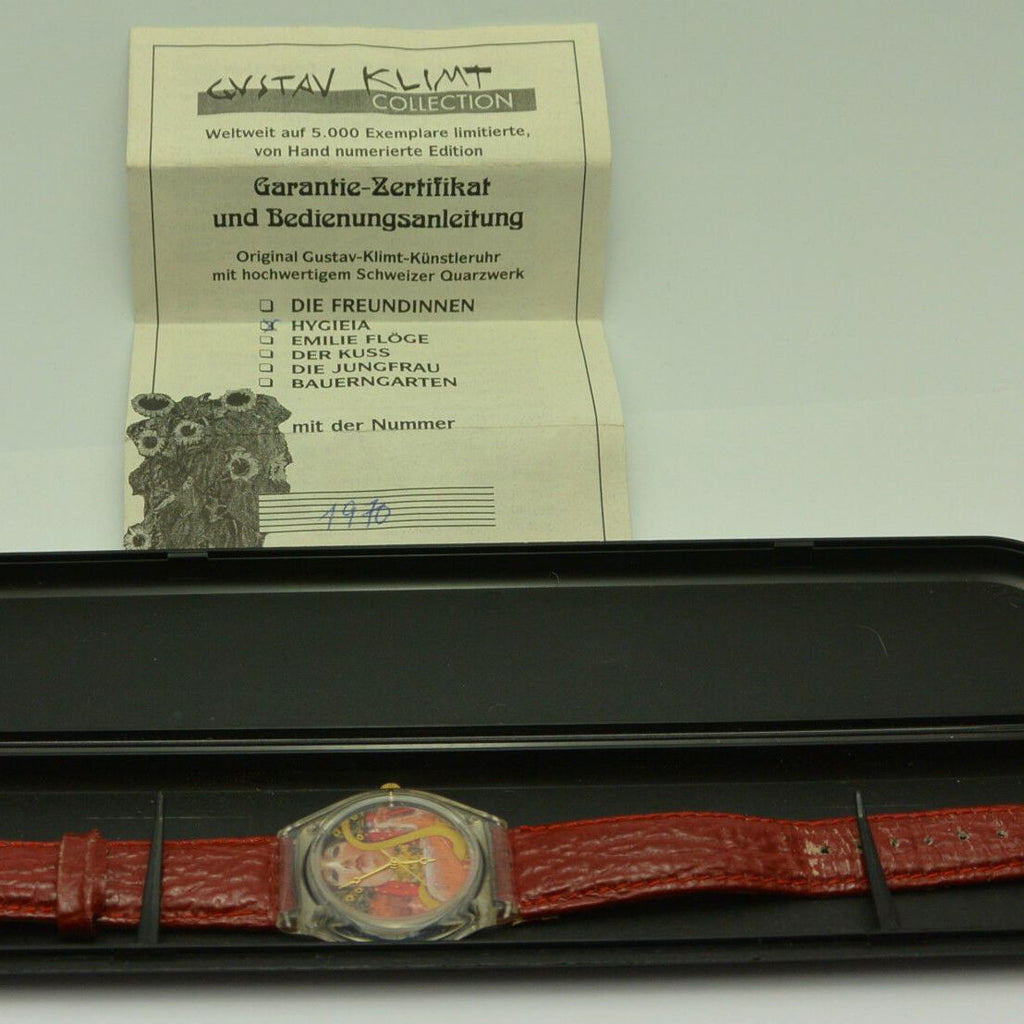 GUSTAV KLIMT
COLLECTION
Weltweit auf 5.000 Exemplare limitierte,
von Hand numerierte Edition
Garantie-Zertifikat
und Bedienungsanleitung
Original Gustav-Klimt-Künstleruhr
mit hochwertigem Schweizer Quarzwerk
DIE FREUNDINNEN
HYGIEIA
EMILIE FLÖGE
DER KUSS
DIE JUNGFRAU
BAUERNGARTEN
mit der Nummer
1910